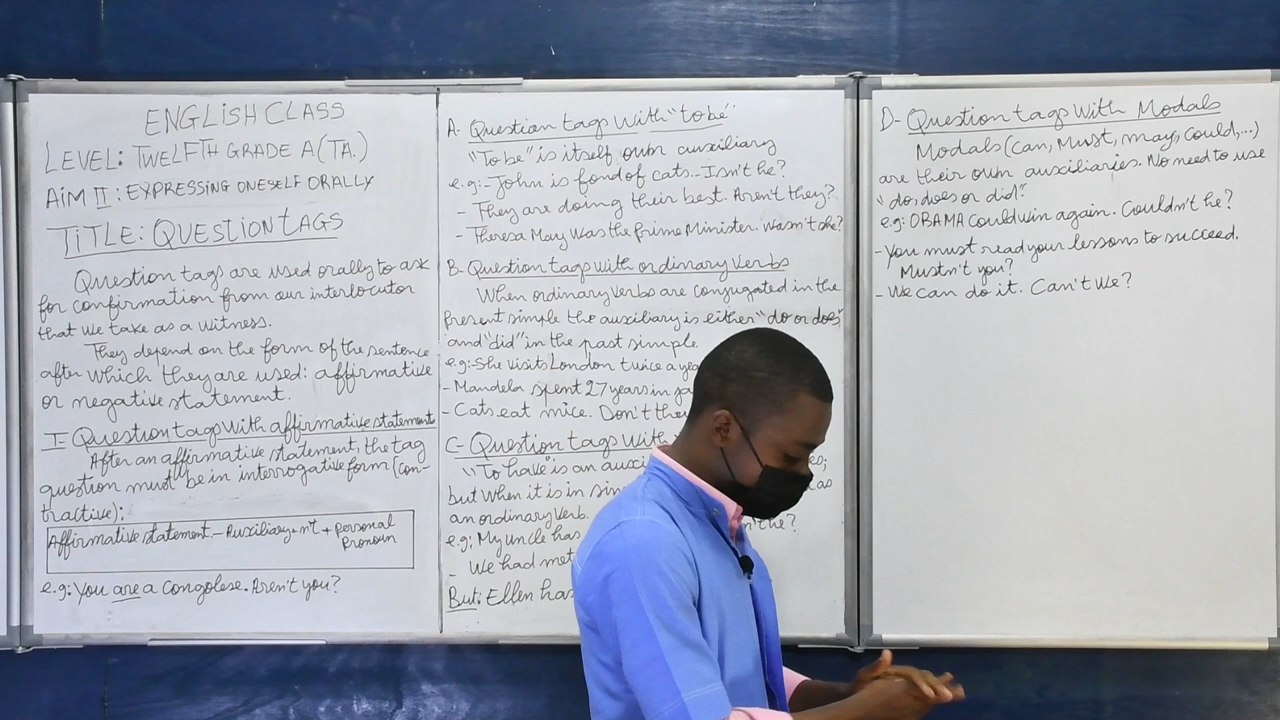 ENGLISH CLASS
LEVEL: TWELFTH GRADE A (TA.)
AIM II : EXPRESSING ONESELF ORALLY
TITLE: QUESTION TAGS
Question tags are used orally to ask
for confirmation from our interlocutor
that we take as a witness.
They depend on the form of the sentence
after which they are used: affirmative
or negative statement.
I- Question tags with affirmative statement
After an affirmative statement, the tag
question must be in interrogative form (con-
tractive):
Affirmative statement - Auxiliary + n't + personal
pronoun
e.g: You are a Congolese. Aren't you?
A- Question tags with "to be"
"To be" is itself own auxiliary
e.g:- John is fond of cats.- Isn't he?
- They are doing their best. Aren't they?
- Theresa May was the prime Minister. Wasn't she?
B- Question tags with ordinary verbs
When ordinary verbs are conjugated in the
present simple the auxiliary is either "do or does"
and "did" in the past simple.
e.g:- She visits London twice a
- Mandela spent 27 years in
- Cats eat mice. Don't
C- Question tags with
"To have" is an
but when it is in as
an ordinary verb.
e.g: My uncle has
- We had met
But: Ellen has
D- Question tags with Modals
Modals (can, Must, may, could,...)
are their own auxiliaries. No need to use
"do, does or did".
e.g: OBAMA could win again. Couldn't he?
- You must read your lessons to succeed.
Mustn't you?
- We can do it. Can't We?